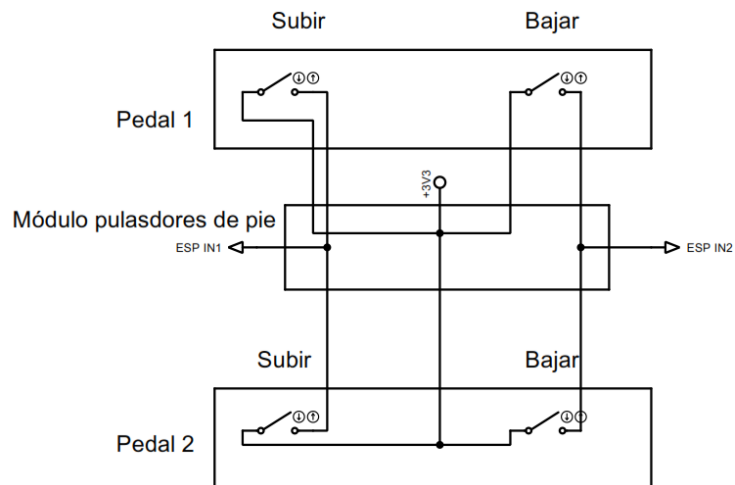 Subir
Bajar
Pedal 1
+3V3
Módulo pulasdores de pie
ESP IN1
ESP IN2
Subir
Bajar
Pedal 2